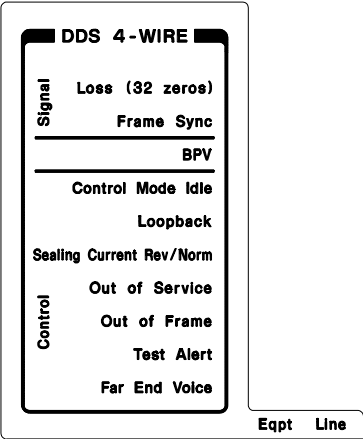 DDS 4-WIRE
Signal
Loss (32 zeros)
Frame Sync
BPV
Control Mode Idle
Loopback
Sealing Current Rev/Norm
Control
Out of Service
Out of Frame
Test Alert
Far End Voice
Eqpt Line